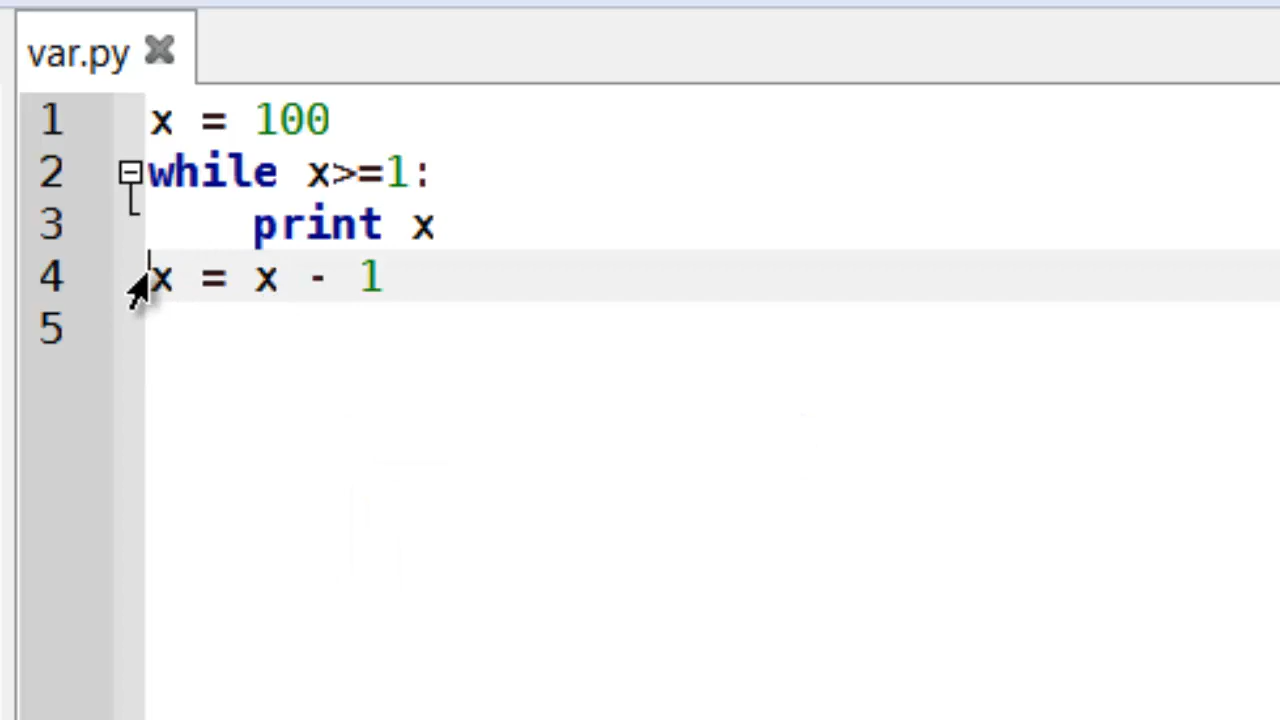 var.py
1 x = 100
2 while x>=1:
3     print x
4 x = x - 1
5